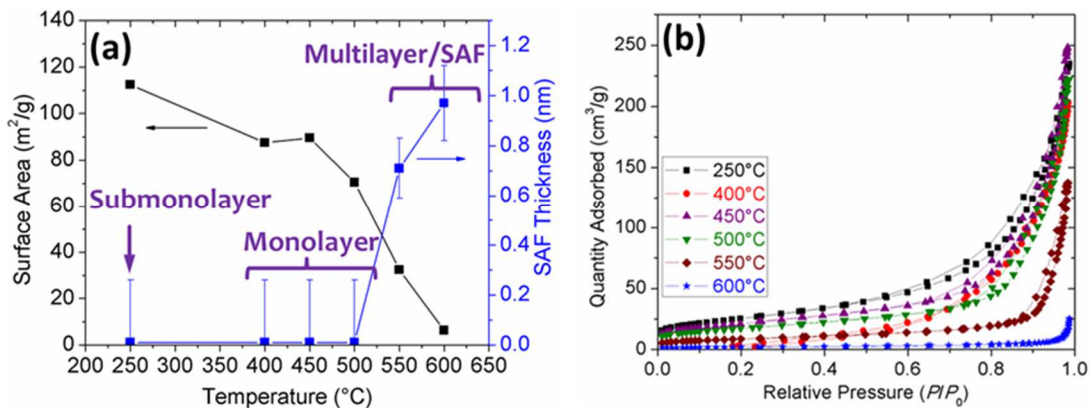 (a)
Multilayer/SAF
Submonolayer
Monolayer
Surface Area (m²/g)
140
120
100
80
60
40
20
0
SAF Thickness (nm)
1.2
1.0
0.8
0.6
0.4
0.2
0.0
200 250 300 350 400 450 500 550 600 650
Temperature (°C)
(b)
Quantity Adsorbed (cm³/g)
250
200
150
100
50
0
250°C
400°C
450°C
500°C
550°C
600°C
0.0 0.2 0.4 0.6 0.8 1.0
Relative Pressure (P/P₀)